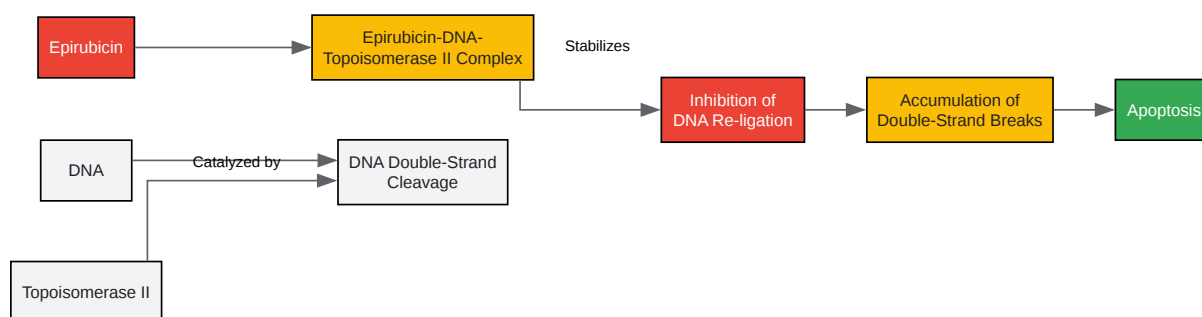 Epirubicin
Epirubicin-DNA-
Topoisomerase II Complex
Stabilizes
Inhibition of
DNA Re-ligation
Accumulation of
Double-Strand Breaks
Apoptosis
DNA
Catalyzed by
DNA Double-Strand
Cleavage
Topoisomerase II